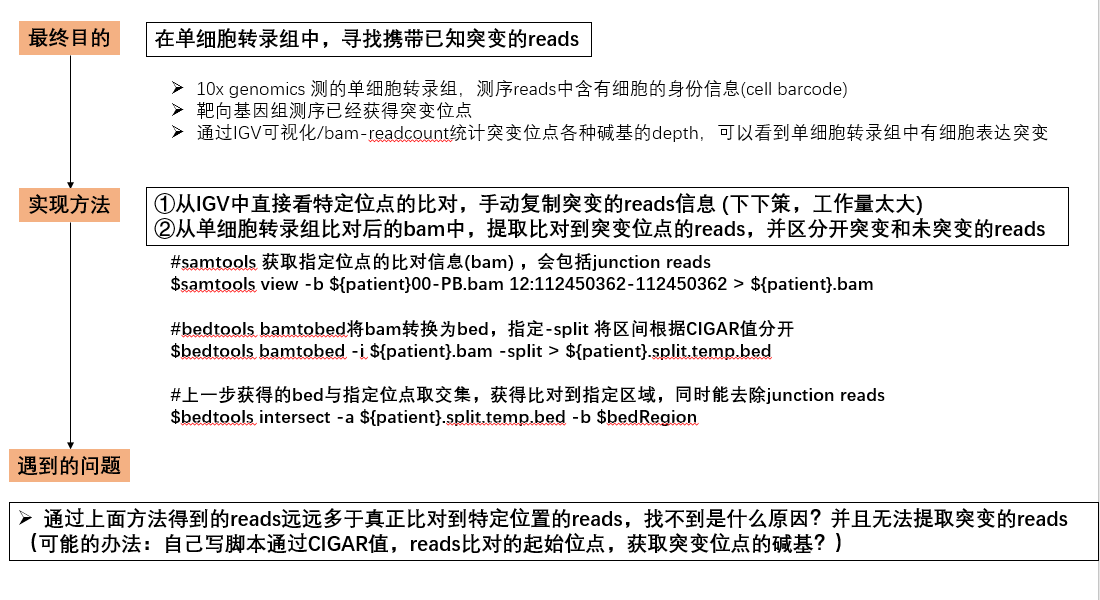 最终目的
在单细胞转录组中，寻找携带已知突变的reads
➢ 10x genomics 测的单细胞转录组，测序reads中含有细胞的身份信息(cell barcode)
➢ 靶向基因组测序已经获得突变位点
➢ 通过IGV可视化/bam-readcount统计突变位点各种碱基的depth，可以看到单细胞转录组中有细胞表达突变
实现方法
①从IGV中直接看特定位点的比对，手动复制突变的reads信息 (下下策，工作量太大)
②从单细胞转录组比对后的bam中，提取比对到突变位点的reads，并区分开突变和未突变的reads
#samtools 获取指定位点的比对信息(bam) ，会包括junction reads
$samtools view -b ${patient}00-PB.bam 12:112450362-112450362 > ${patient}.bam
#bedtools bamtobed将bam转换为bed，指定-split 将区间根据CIGAR值分开
$bedtools bamtobed -i ${patient}.bam -split > ${patient}.split.temp.bed
#上一步获得的bed与指定位点取交集，获得比对到指定区域，同时能去除junction reads
$bedtools intersect -a ${patient}.split.temp.bed -b $bedRegion
遇到的问题
➢ 通过上面方法得到的reads远远多于真正比对到特定位置的reads，找不到是什么原因？并且无法提取突变的reads
（可能的办法：自己写脚本通过CIGAR值，reads比对的起始位点，获取突变位点的碱基？）